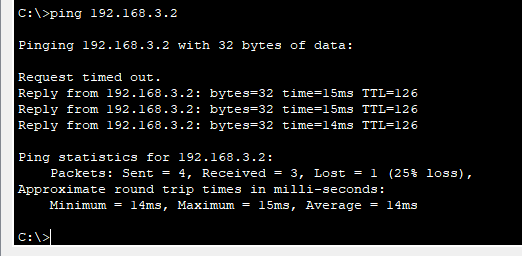 C:\>ping 192.168.3.2
Pinging 192.168.3.2 with 32 bytes of data:
Request timed out.
Reply from 192.168.3.2: bytes=32 time=15ms TTL=126
Reply from 192.168.3.2: bytes=32 time=15ms TTL=126
Reply from 192.168.3.2: bytes=32 time=14ms TTL=126
Ping statistics for 192.168.3.2:
    Packets: Sent = 4, Received = 3, Lost = 1 (25% loss),
Approximate round trip times in milli-seconds:
    Minimum = 14ms, Maximum = 15ms, Average = 14ms
C:\>